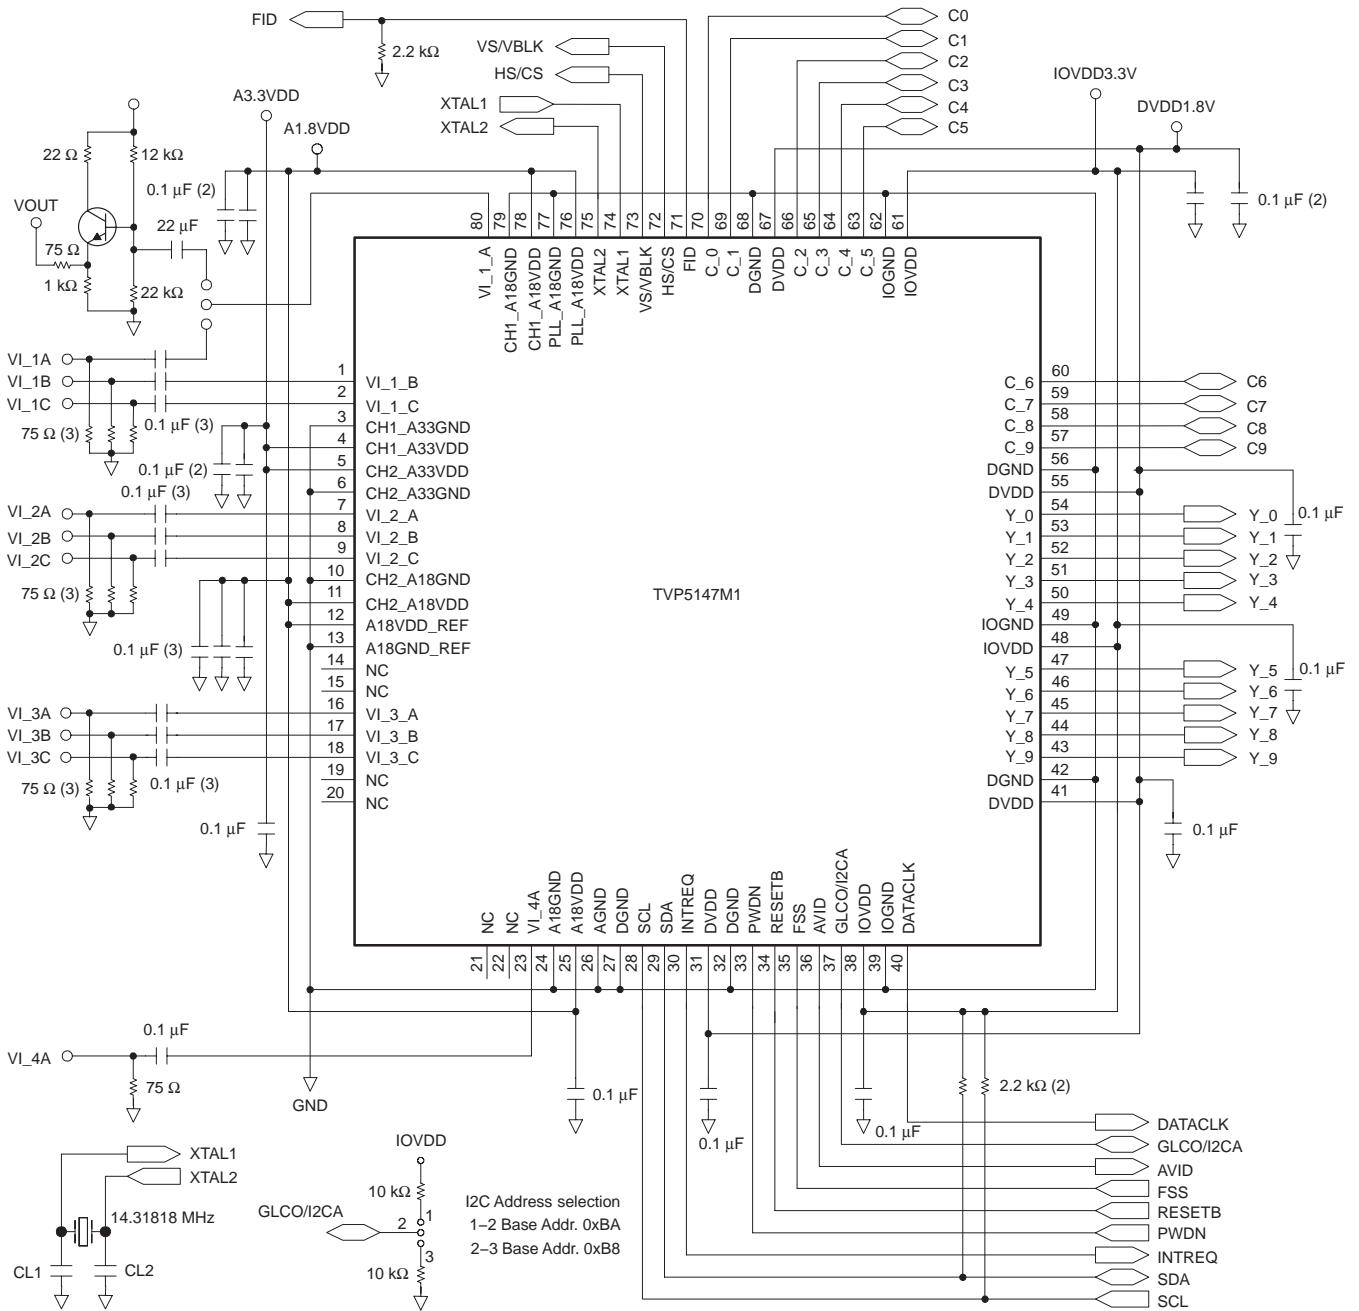 FID
2.2 kΩ
VS/VBLK
HS/CS
XTAL1
XTAL2
C0
C1
C2
C3
C4
C5
IOVDD3.3V
DVDD1.8V
0.1 µF (2)
A3.3VDD
A1.8VDD
22 Ω
12 kΩ
0.1 µF (2)
VOUT
22 µF
75 Ω
1 kΩ
22 kΩ
80
79
78
77
76
75
74
73
72
71
70
69
68
67
66
65
64
63
62
61
VI_1_A
CH1_A18GND
CH1_A18VDD
PLL_A18GND
PLL_A18VDD
XTAL2
XTAL1
VS/VBLK
HS/CS
FID
C_0
C_1
DGND
DVDD
C_2
C_3
C_4
C_5
IOGND
IOVDD
VI_1A
VI_1B
VI_1C
75 Ω (3)
0.1 µF (3)
0.1 µF (2)
0.1 µF (3)
VI_2A
VI_2B
VI_2C
75 Ω (3)
0.1 µF (3)
VI_3A
VI_3B
VI_3C
75 Ω (3)
0.1 µF (3)
0.1 µF
1 VI_1_B
2 VI_1_C
3 CH1_A33GND
4 CH1_A33VDD
5 CH2_A33VDD
6 CH2_A33GND
7 VI_2_A
8 VI_2_B
9 VI_2_C
10 CH2_A18GND
11 CH2_A18VDD
12 A18VDD_REF
13 A18GND_REF
14 NC
15 NC
16 VI_3_A
17 VI_3_B
18 VI_3_C
19 NC
20 NC
TVP5147M1
C_6 60 C6
C_7 59 C7
C_8 58 C8
C_9 57 C9
DGND 56
DVDD 55
Y_0 54 Y_0
0.1 µF
Y_1 53 Y_1
Y_2 52 Y_2
Y_3 51 Y_3
Y_4 50 Y_4
IOGND 49
IOVDD 48
Y_5 47 Y_5
0.1 µF
Y_6 46 Y_6
Y_7 45 Y_7
Y_8 44 Y_8
Y_9 43 Y_9
DGND 42
DVDD 41
0.1 µF
NC
NC
VI_4A
A18GND
A18VDD
AGND
DGND
SCL
SDA
INTREQ
DVDD
DGND
PWDN
RESETB
FSS
AVID
GLCO/I2CA
IOVDD
IOGND
DATACLK
21
22
23
24
25
26
27
28
29
30
31
32
33
34
35
36
37
38
39
40
VI_4A
0.1 µF
75 Ω
GND
0.1 µF
0.1 µF
0.1 µF
2.2 kΩ (2)
DATACLK
GLCO/I2CA
AVID
FSS
RESETB
PWDN
INTREQ
SDA
SCL
XTAL1
XTAL2
14.31818 MHz
CL1
CL2
IOVDD
10 kΩ
GLCO/I2CA
1
2
3
10 kΩ
I2C Address selection
1–2 Base Addr. 0xBA
2–3 Base Addr. 0xB8